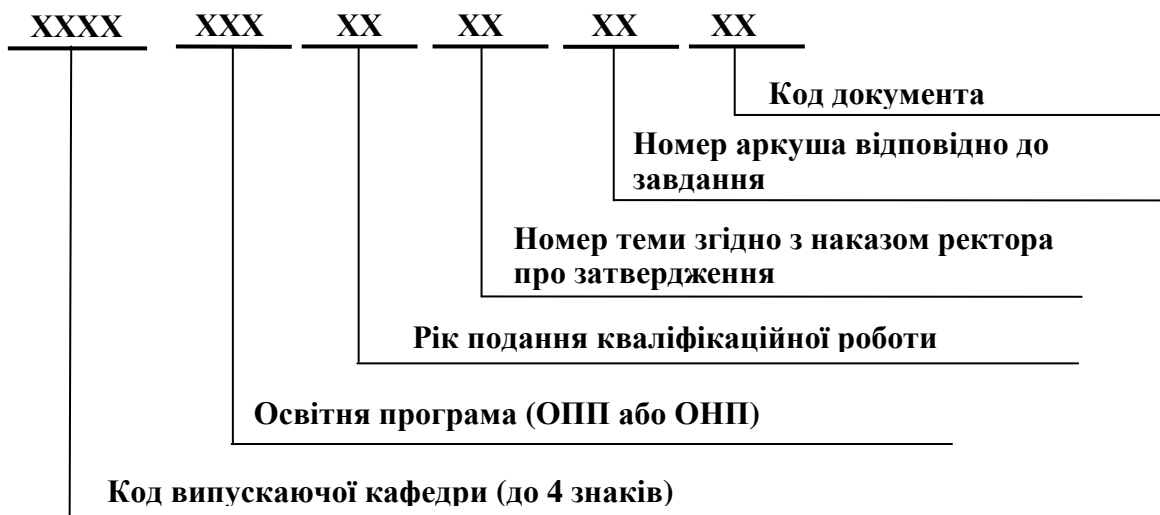 XXXX XXX XX XX XX XX
Код документа
Номер аркуша відповідно до
завдання
Номер теми згідно з наказом ректора
про затвердження
Рік подання кваліфікаційної роботи
Освітня програма (ОПП або ОНП)
Код випускаючої кафедри (до 4 знаків)